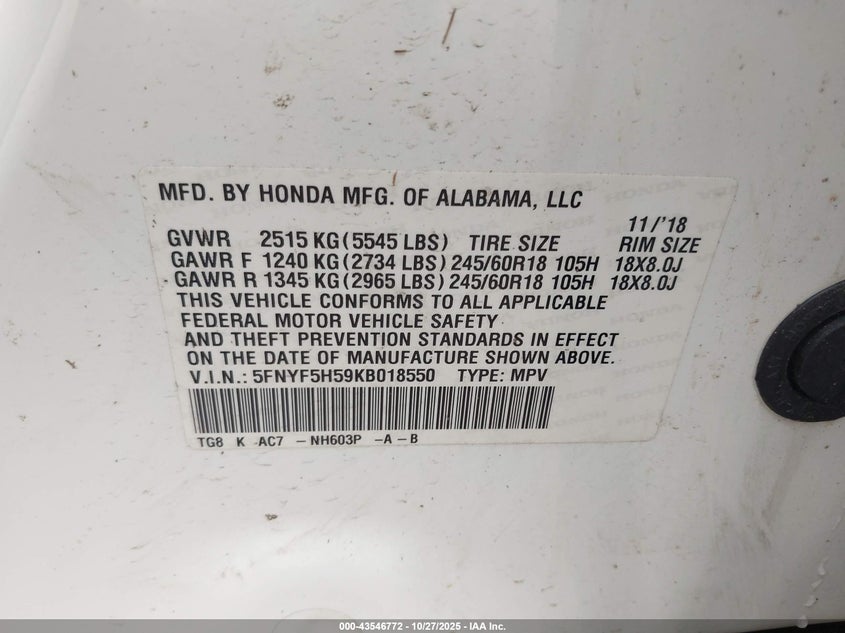 MFD. BY HONDA MFG. OF ALABAMA, LLC
11/'18
GVWR 2515 KG (5545 LBS) TIRE SIZE RIM SIZE
GAWR F 1240 KG (2734 LBS) 245/60R18 105H 18X8.0J
GAWR R 1345 KG (2965 LBS) 245/60R18 105H 18X8.0J
THIS VEHICLE CONFORMS TO ALL APPLICABLE
FEDERAL MOTOR VEHICLE SAFETY
AND THEFT PREVENTION STANDARDS IN EFFECT
ON THE DATE OF MANUFACTURE SHOWN ABOVE.
V.I.N.: 5FNYF5H59KB018550 TYPE: MPV
TG8 K -AC7 -NH603P -A-B
000-43546772 - 10/27/2025 - IAA Inc.